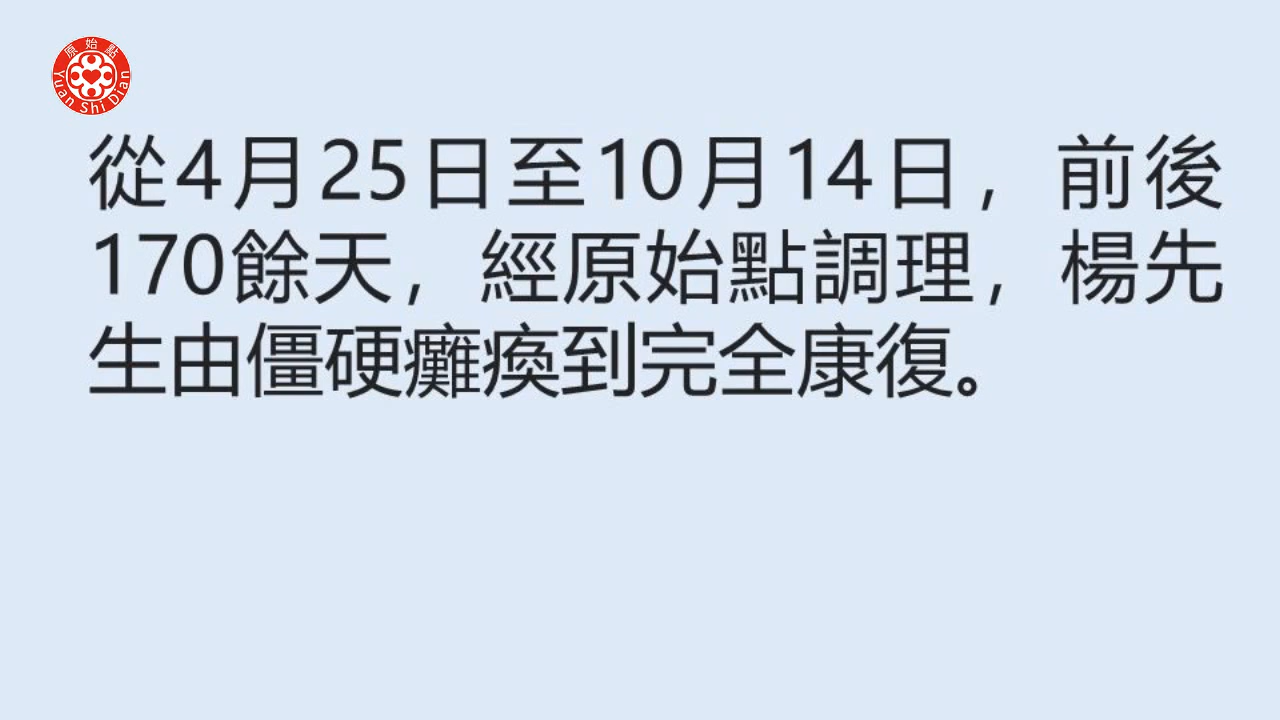 原始點
Yuan Shi Dian
從4月25日至10月14日，前後
170餘天，經原始點調理，楊先
生由僵硬癱瘓到完全康復。